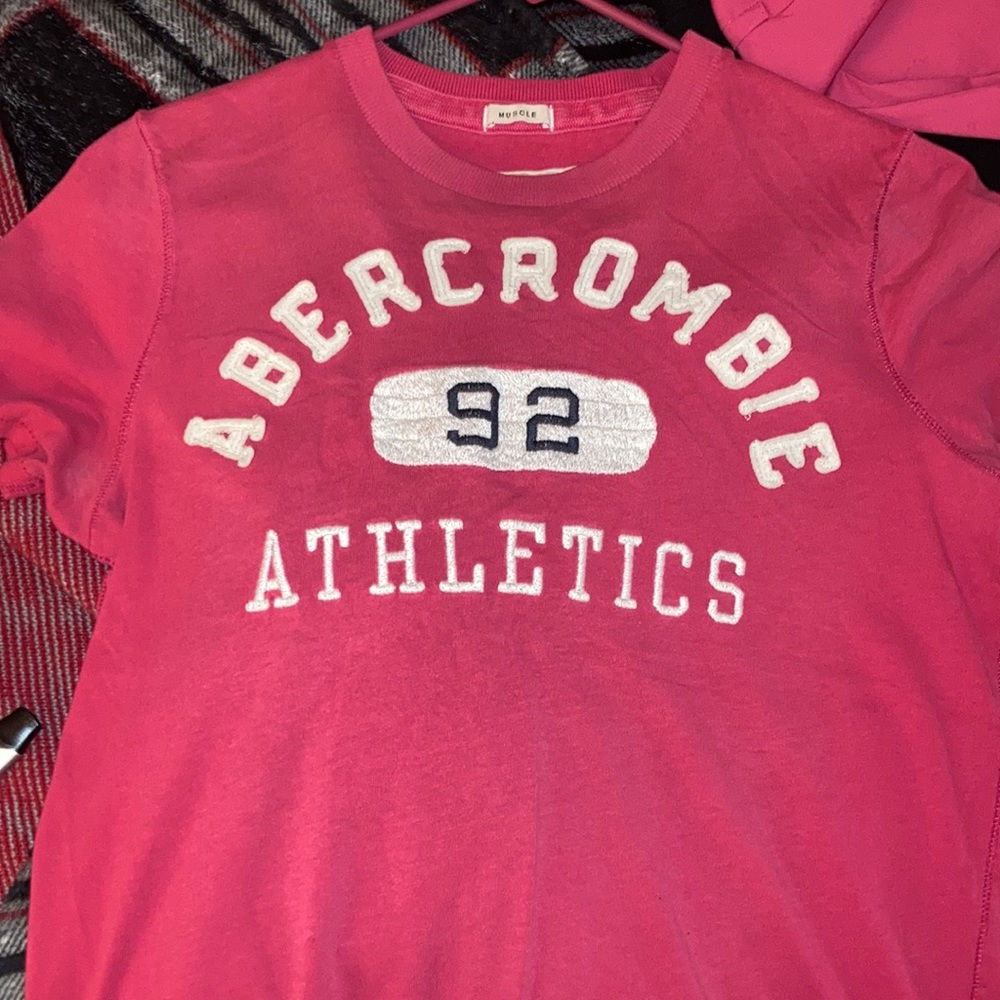 MUSCLE
ABERCROMBIE
92
ATHLETICS